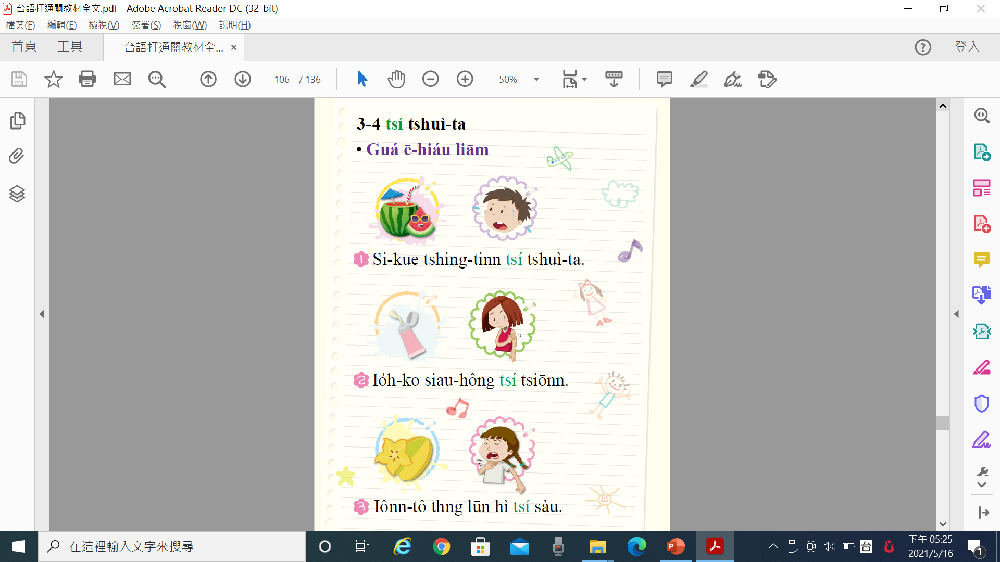 台語打通關教材全文.pdf - Adobe Acrobat Reader DC (32-bit)
檔案(F) 編輯(E) 檢視(V) 簽署(S) 視窗(W) 說明(H)
首頁 工具 台語打通關教材全... × 登入
106 / 136 50%
3-4 tsí tshuì-ta
• Guá ē-hiáu liām
1 Si-kue tshing-tinn tsí tshuì-ta.
2 Io̍h-ko siau-hông tsí tsiōnn.
3 Iônn-tô thng lūn hì tsí sàu.
在這裡輸入文字來搜尋
台
下午 05:25
2021/5/16
1